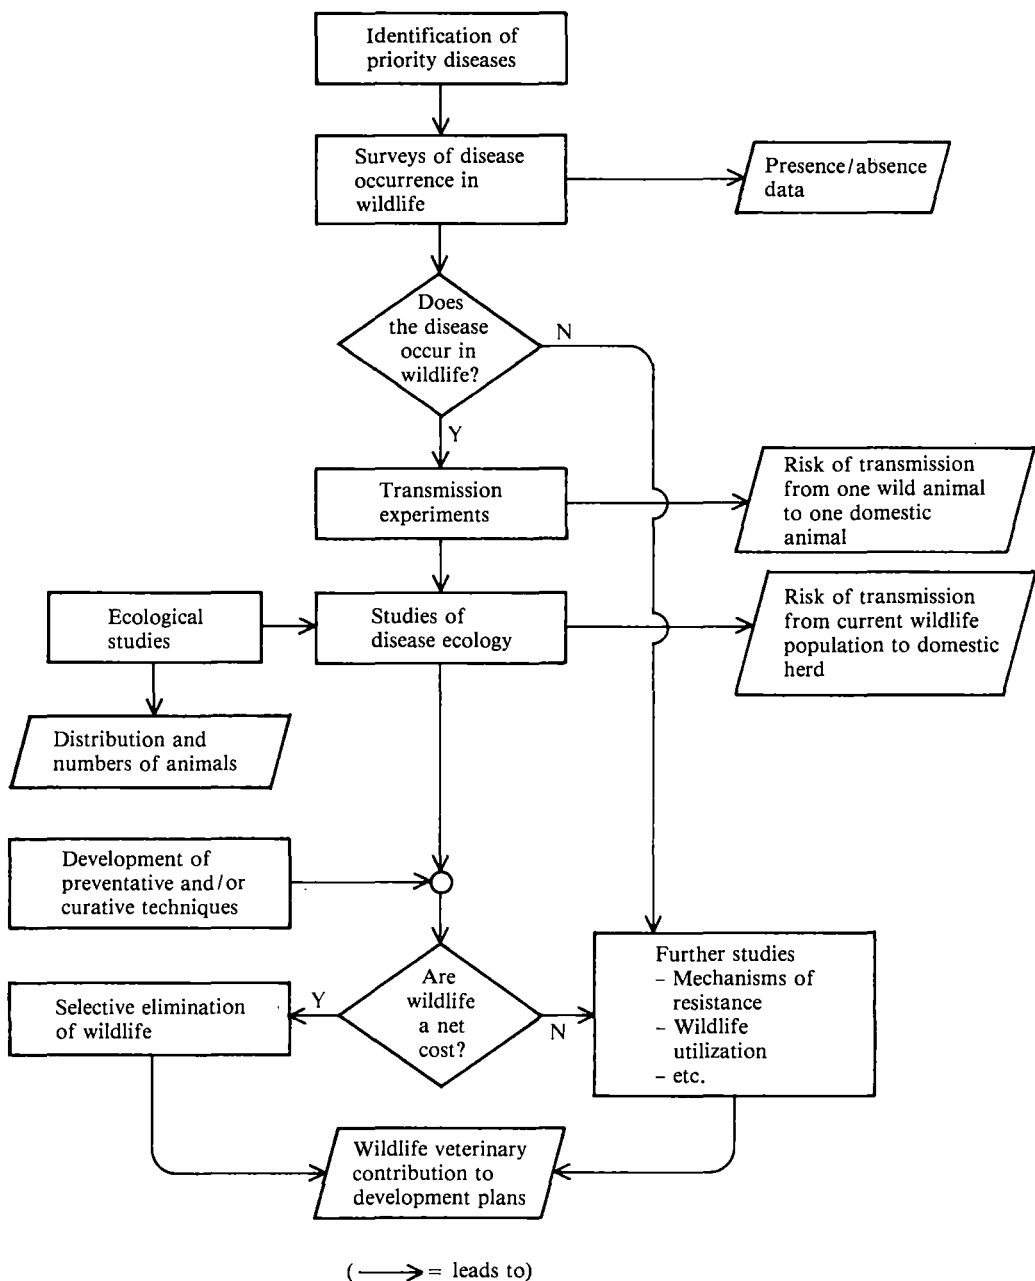 Identification of
priority diseases
Surveys of disease
occurrence in
wildlife
Presence/absence
data
Does
the disease
occur in
wildlife?
N
Y
Transmission
experiments
Risk of transmission
from one wild animal
to one domestic
animal
Ecological
studies
Studies of
disease ecology
Risk of transmission
from current wildlife
population to domestic
herd
Distribution and
numbers of animals
Development of
preventative and/or
curative techniques
Selective elimination
of wildlife
Y
Are
wildlife
a net
cost?
N
Further studies
– Mechanisms of
resistance
– Wildlife
utilization
– etc.
Wildlife veterinary
contribution to
development plans
(⟶ = leads to)